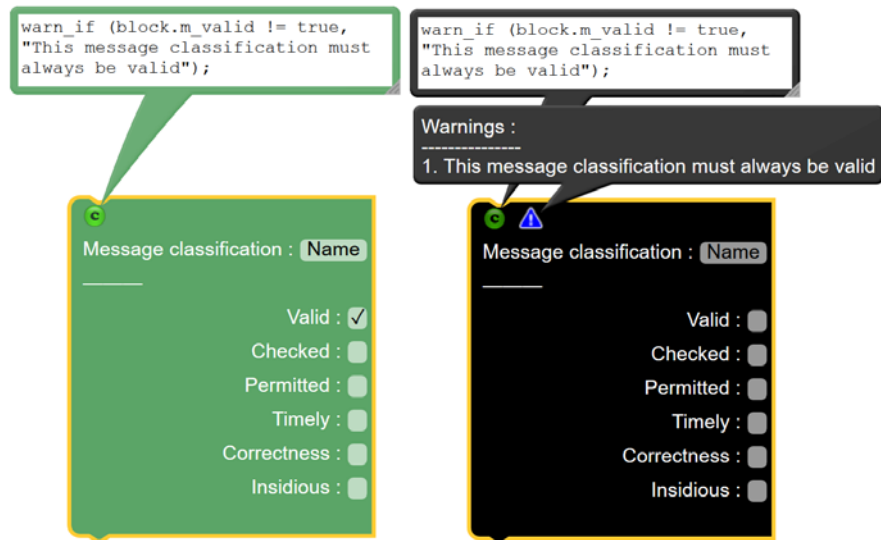 warn_if (block.m_valid != true,
"This message classification must
always be valid");
c
Message classification : Name
______
Valid : ✓
Checked :
Permitted :
Timely :
Correctness :
Insidious :
warn_if (block.m_valid != true,
"This message classification must
always be valid");
Warnings :
---------------
1. This message classification must always be valid
c
Message classification : Name
______
Valid :
Checked :
Permitted :
Timely :
Correctness :
Insidious :